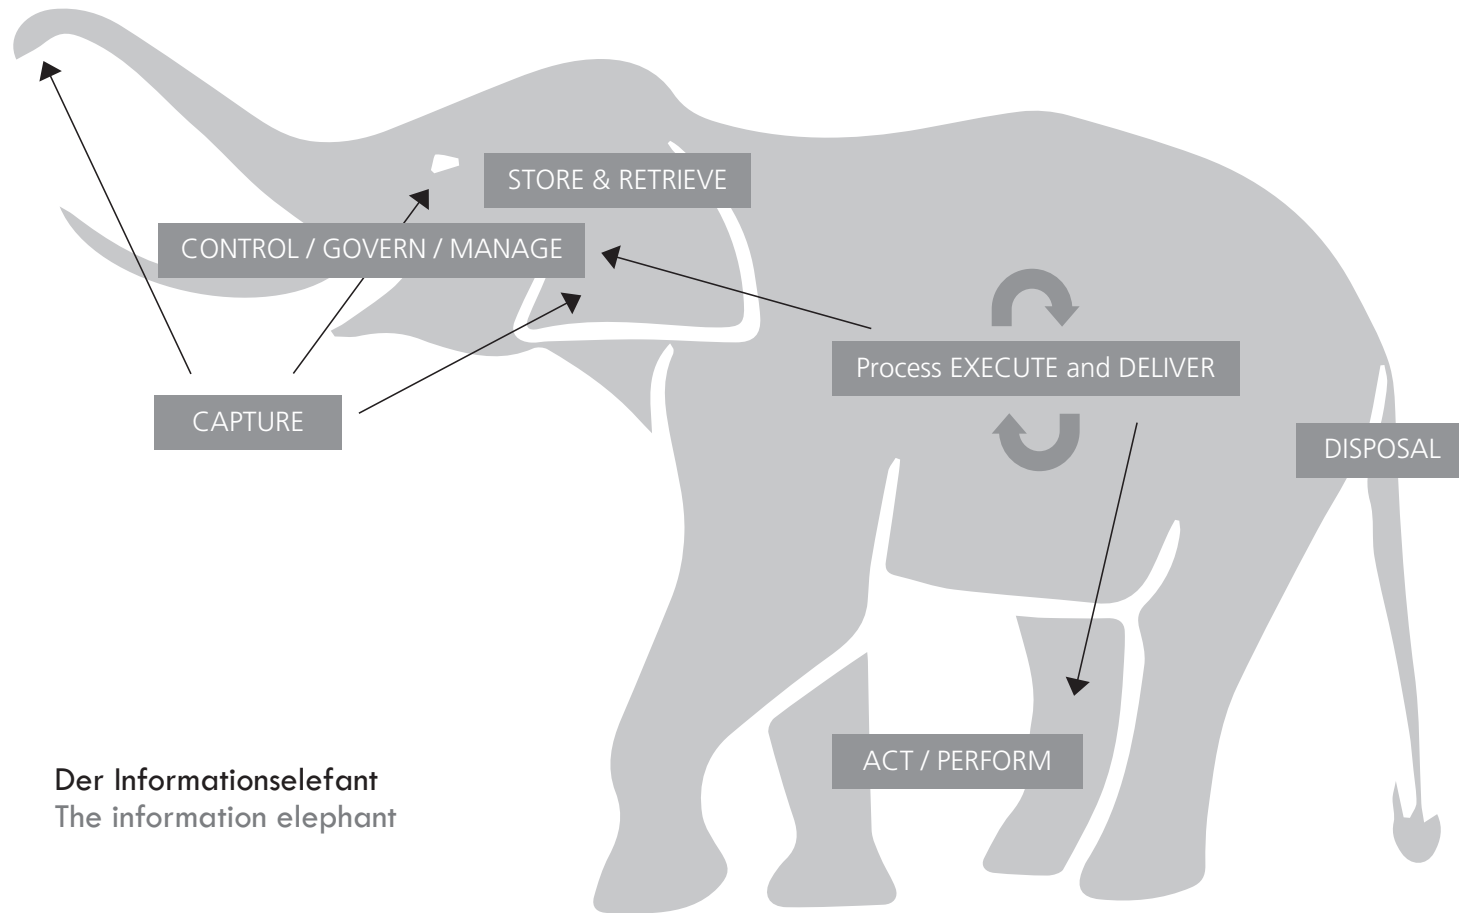 STORE & RETRIEVE
CONTROL / GOVERN / MANAGE
Process EXECUTE and DELIVER
CAPTURE
DISPOSAL
ACT / PERFORM
Der Informationselefant
The information elephant